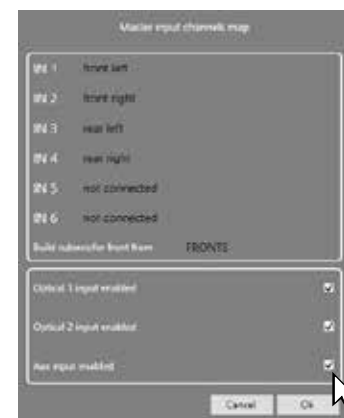 Master input channels map
IN 1 front left
IN 2 front right
IN 3 rear left
IN 4 rear right
IN 5 not connected
IN 6 not connected
Build subwoofer front from FRONTS
Optical 1 input enabled
Optical 2 input enabled
Aux input enabled
Cancel Ok